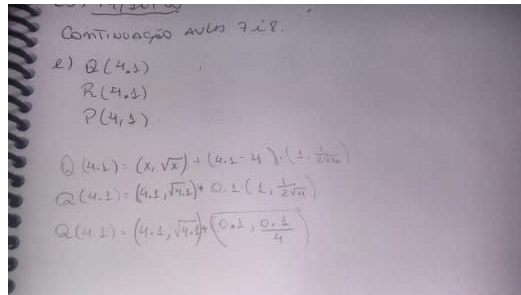 CONTINUAÇÃO AULAS 7 i 8.
e) Q(4.1)
R(4.1)
P(4,1)
Q(4.1) = (x, √x) + (4.1 - 4).(1, 1/2√4)
Q(4.1) = (4.1, √4.1) + 0.1 (1, 1/2√4)
Q(4.1) = (4.1, √4.1) + (0.1, 0.1/4)